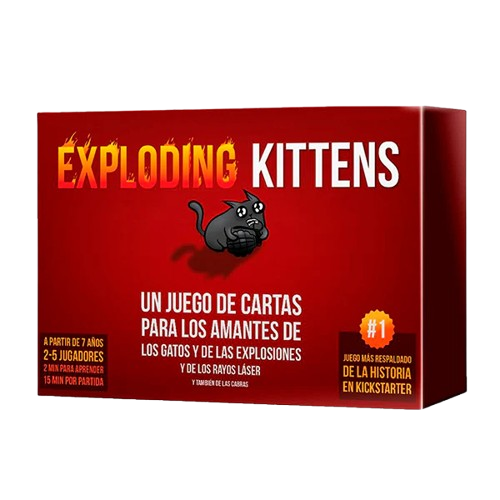 EXPLODING KITTENS
UN JUEGO DE CARTAS
PARA LOS AMANTES DE
LOS GATOS Y DE LAS EXPLOSIONES
Y DE LOS RAYOS LÁSER
Y TAMBIÉN DE LAS CABRAS
A PARTIR DE 7 AÑOS
2-5 JUGADORES
2 MIN PARA APRENDER
15 MIN POR PARTIDA
#1
JUEGO MÁS RESPALDADO
DE LA HISTORIA
EN KICKSTARTER